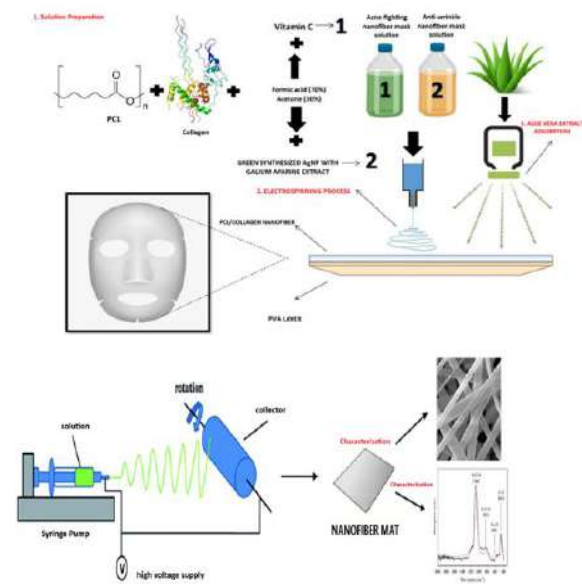 1. Solution Preparation
Vitamin C
1
Acne fighting
nanofiber mask
solution
Anti-wrinkle
nanofiber mask
solution
1
2
O
O
n
PCL
Collagen
Formic acid (70%)
Acetone (30%)
GREEN SYNTHESIZED AgNP WITH
GALIUM APARINE EXTRACT
2
3. ALOE VERA EXTRACT
ADSORPTION
2. ELECTROSPINNING PROCESS
PCL/COLLAGEN NANOFIBER
PVA LAYER
rotation
collector
solution
Syringe Pump
V
high voltage supply
Characterisation
Characterisation
NANOFIBER MAT